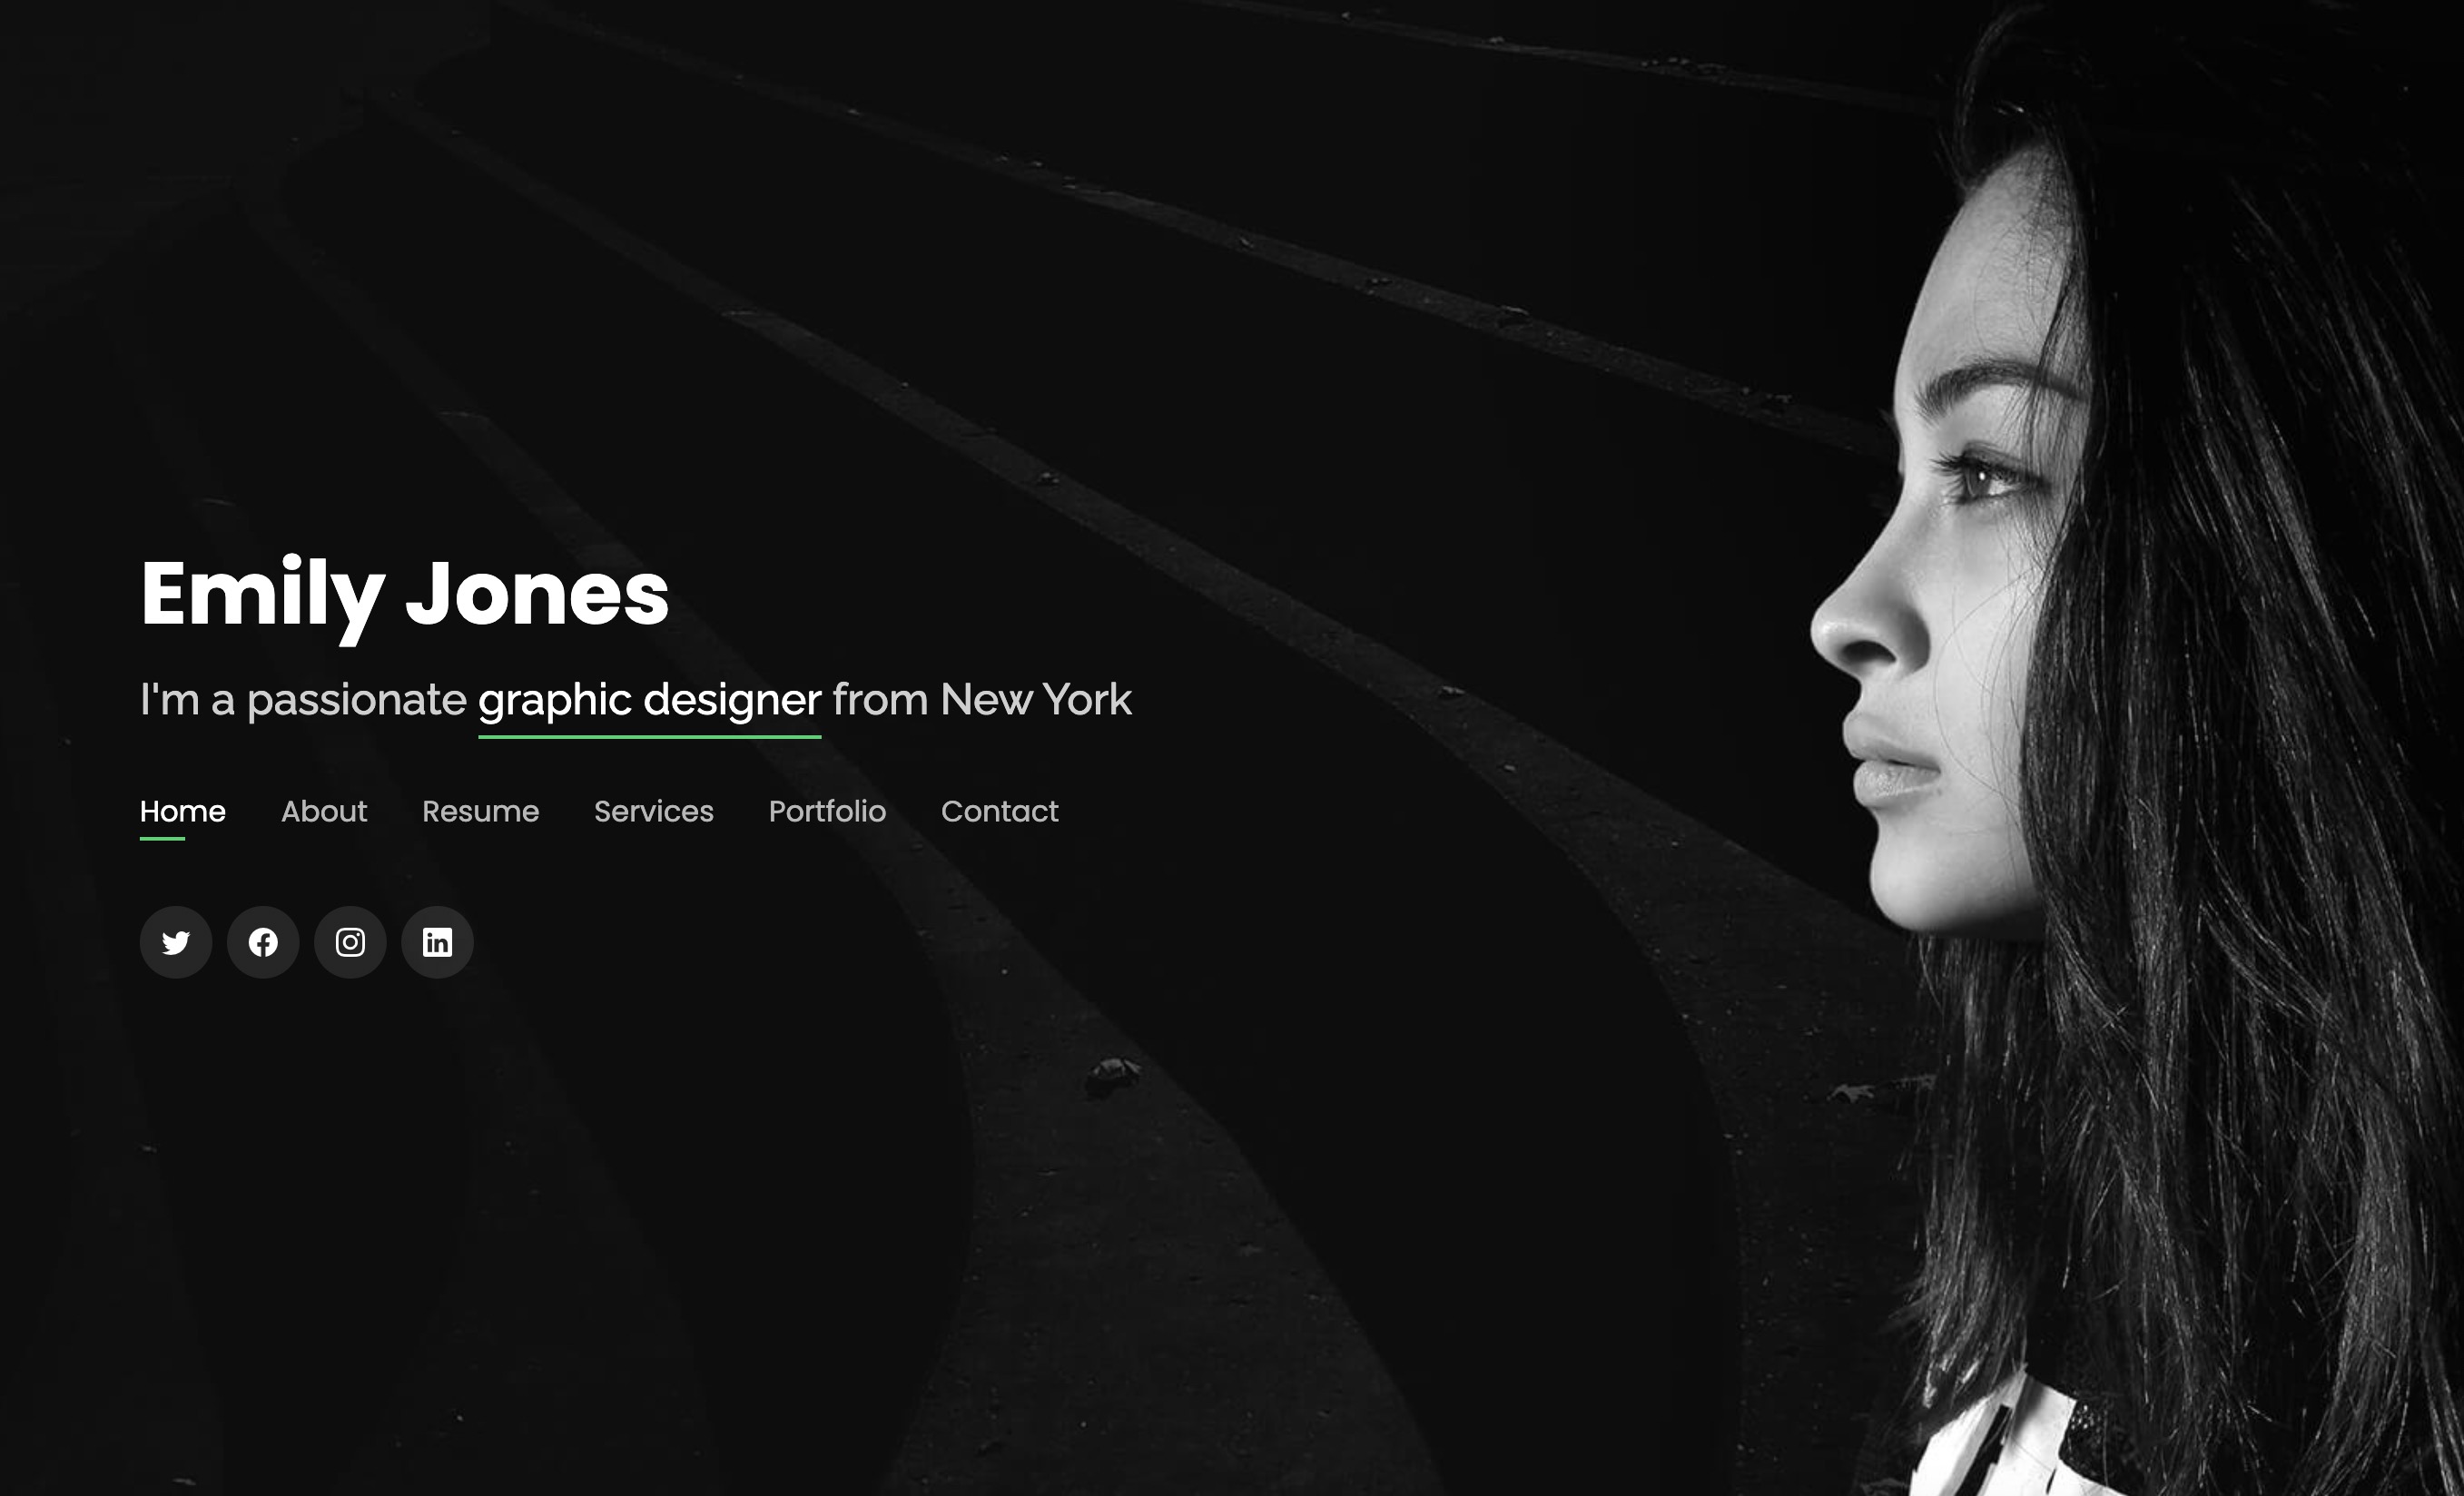 Emily Jones
I'm a passionate graphic designer from New York
Home About Resume Services Portfolio Contact